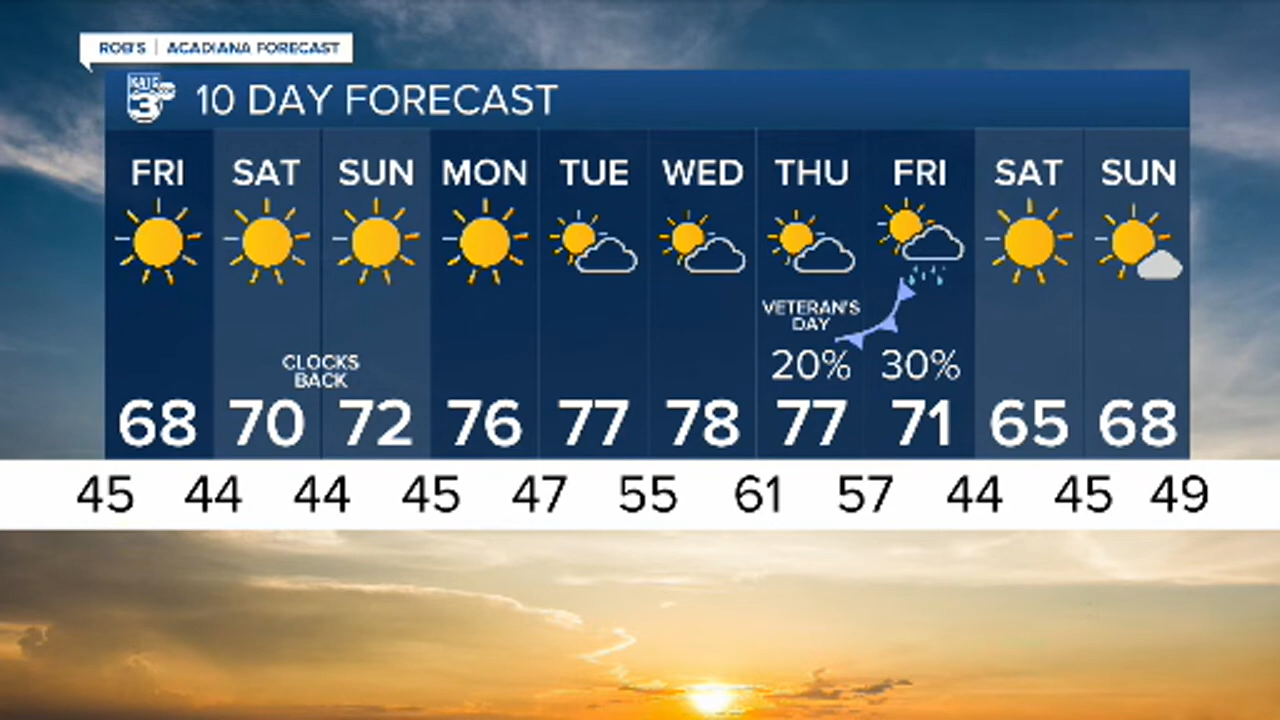 ROB'S | ACADIANA FORECAST
KATC
3
10 DAY FORECAST
FRI SAT SUN MON TUE WED THU FRI SAT SUN
VETERAN'S
DAY
CLOCKS
BACK
20% 30%
68 70 72 76 77 78 77 71 65 68
45 44 44 45 47 55 61 57 44 45 49